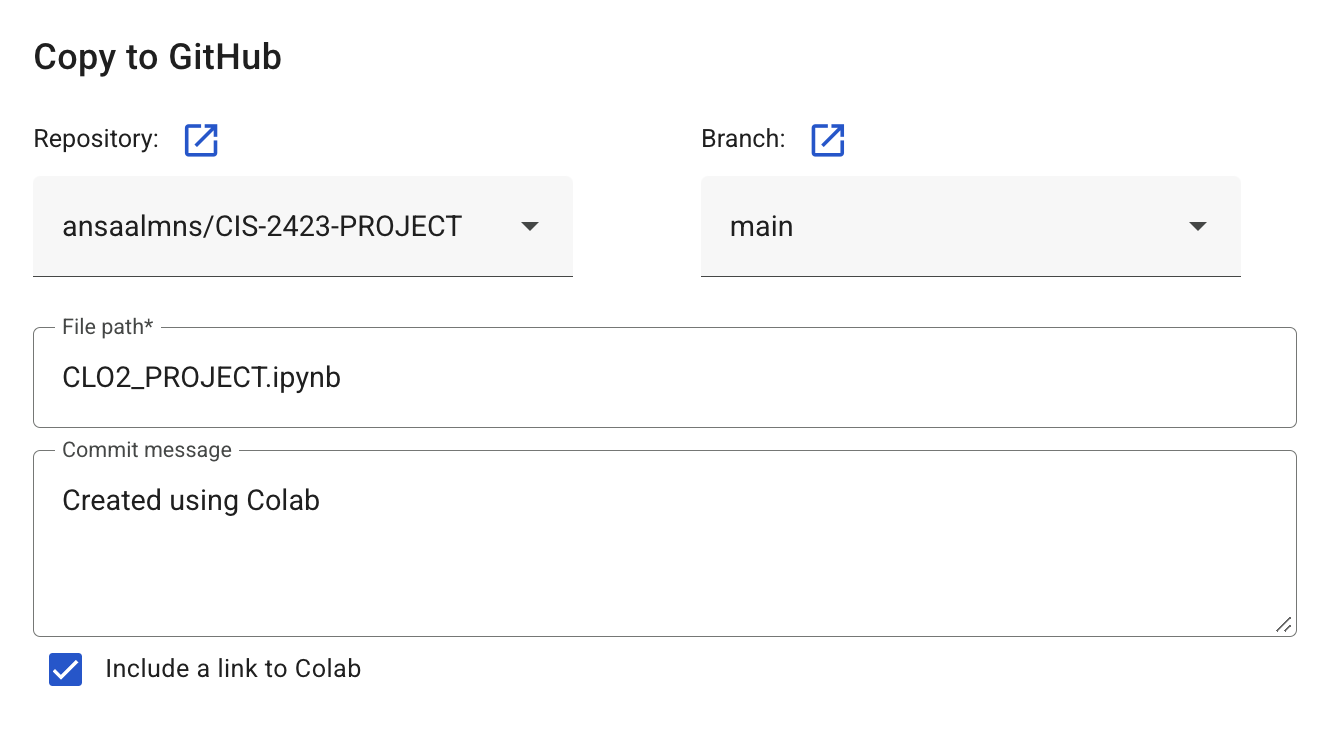 Copy to GitHub
Repository:
Branch:
ansaalmns/CIS-2423-PROJECT
main
File path*
CLO2_PROJECT.ipynb
Commit message
Created using Colab
Include a link to Colab